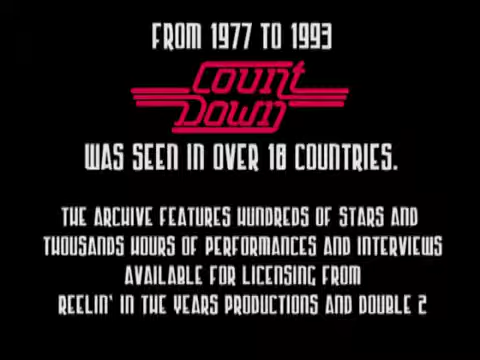 FROM 1977 TO 1993
Count
Down
WAS SEEN IN OVER 18 COUNTRIES.
THE ARCHIVE FEATURES HUNDREDS OF STARS AND
THOUSANDS HOURS OF PERFORMANCES AND INTERVIEWS
AVAILABLE FOR LICENSING FROM
REELIN' IN THE YEARS PRODUCTIONS AND DOUBLE 2